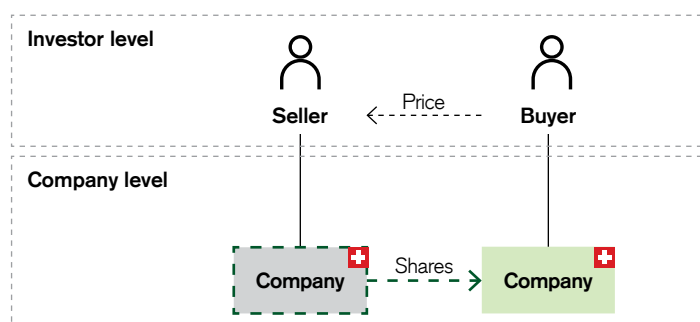 Investor level
Price
Seller
Buyer
Company level
Shares
Company
Company